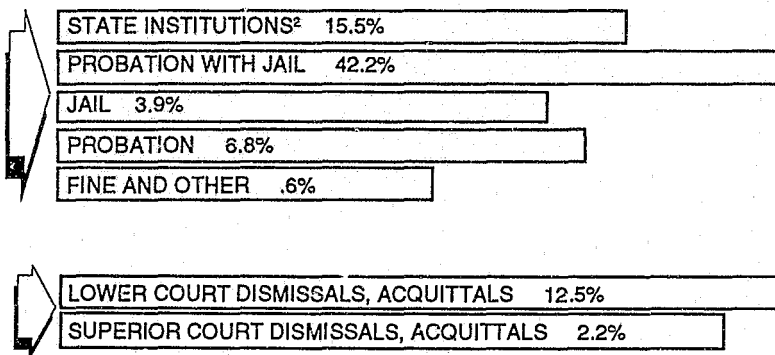 STATE INSTITUTIONS² 15.5%
PROBATION WITH JAIL 42.2%
JAIL 3.9%
PROBATION 6.8%
FINE AND OTHER .6%
LOWER COURT DISMISSALS, ACQUITTALS 12.5%
SUPERIOR COURT DISMISSALS, ACQUITTALS 2.2%